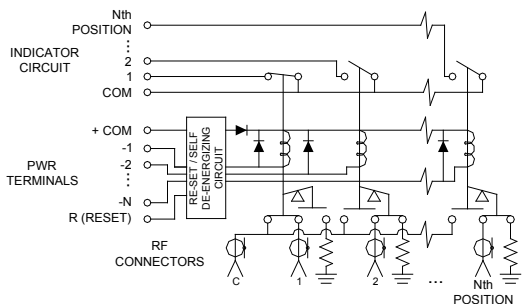 Nth
POSITION
INDICATOR
CIRCUIT
2
1
COM
+ COM
-1
PWR
TERMINALS
-2
-N
R (RESET)
RE-SET / SELF
DE-ENERGIZING
CIRCUIT
RF
CONNECTORS
C
1
2
...
Nth
POSITION